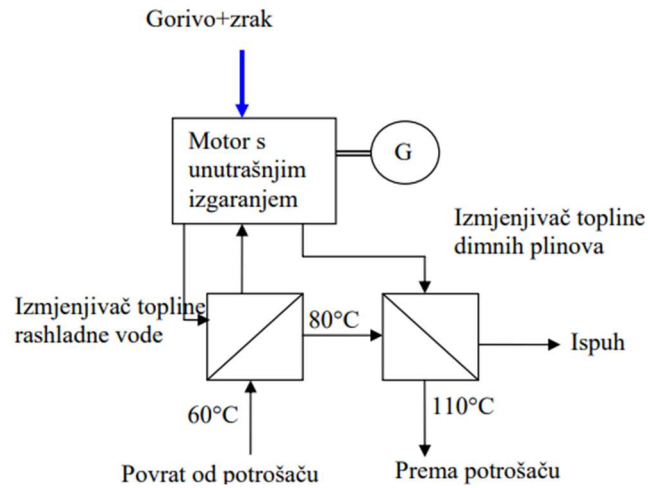 Gorivo+zrak
Motor s
unutrašnjim
izgaranjem
G
Izmjenjivač topline
dimnih plinova
Izmjenjivač topline
rashladne vode
80°C
Ispuh
60°C
110°C
Povrat od potrošaču
Prema potrošaču